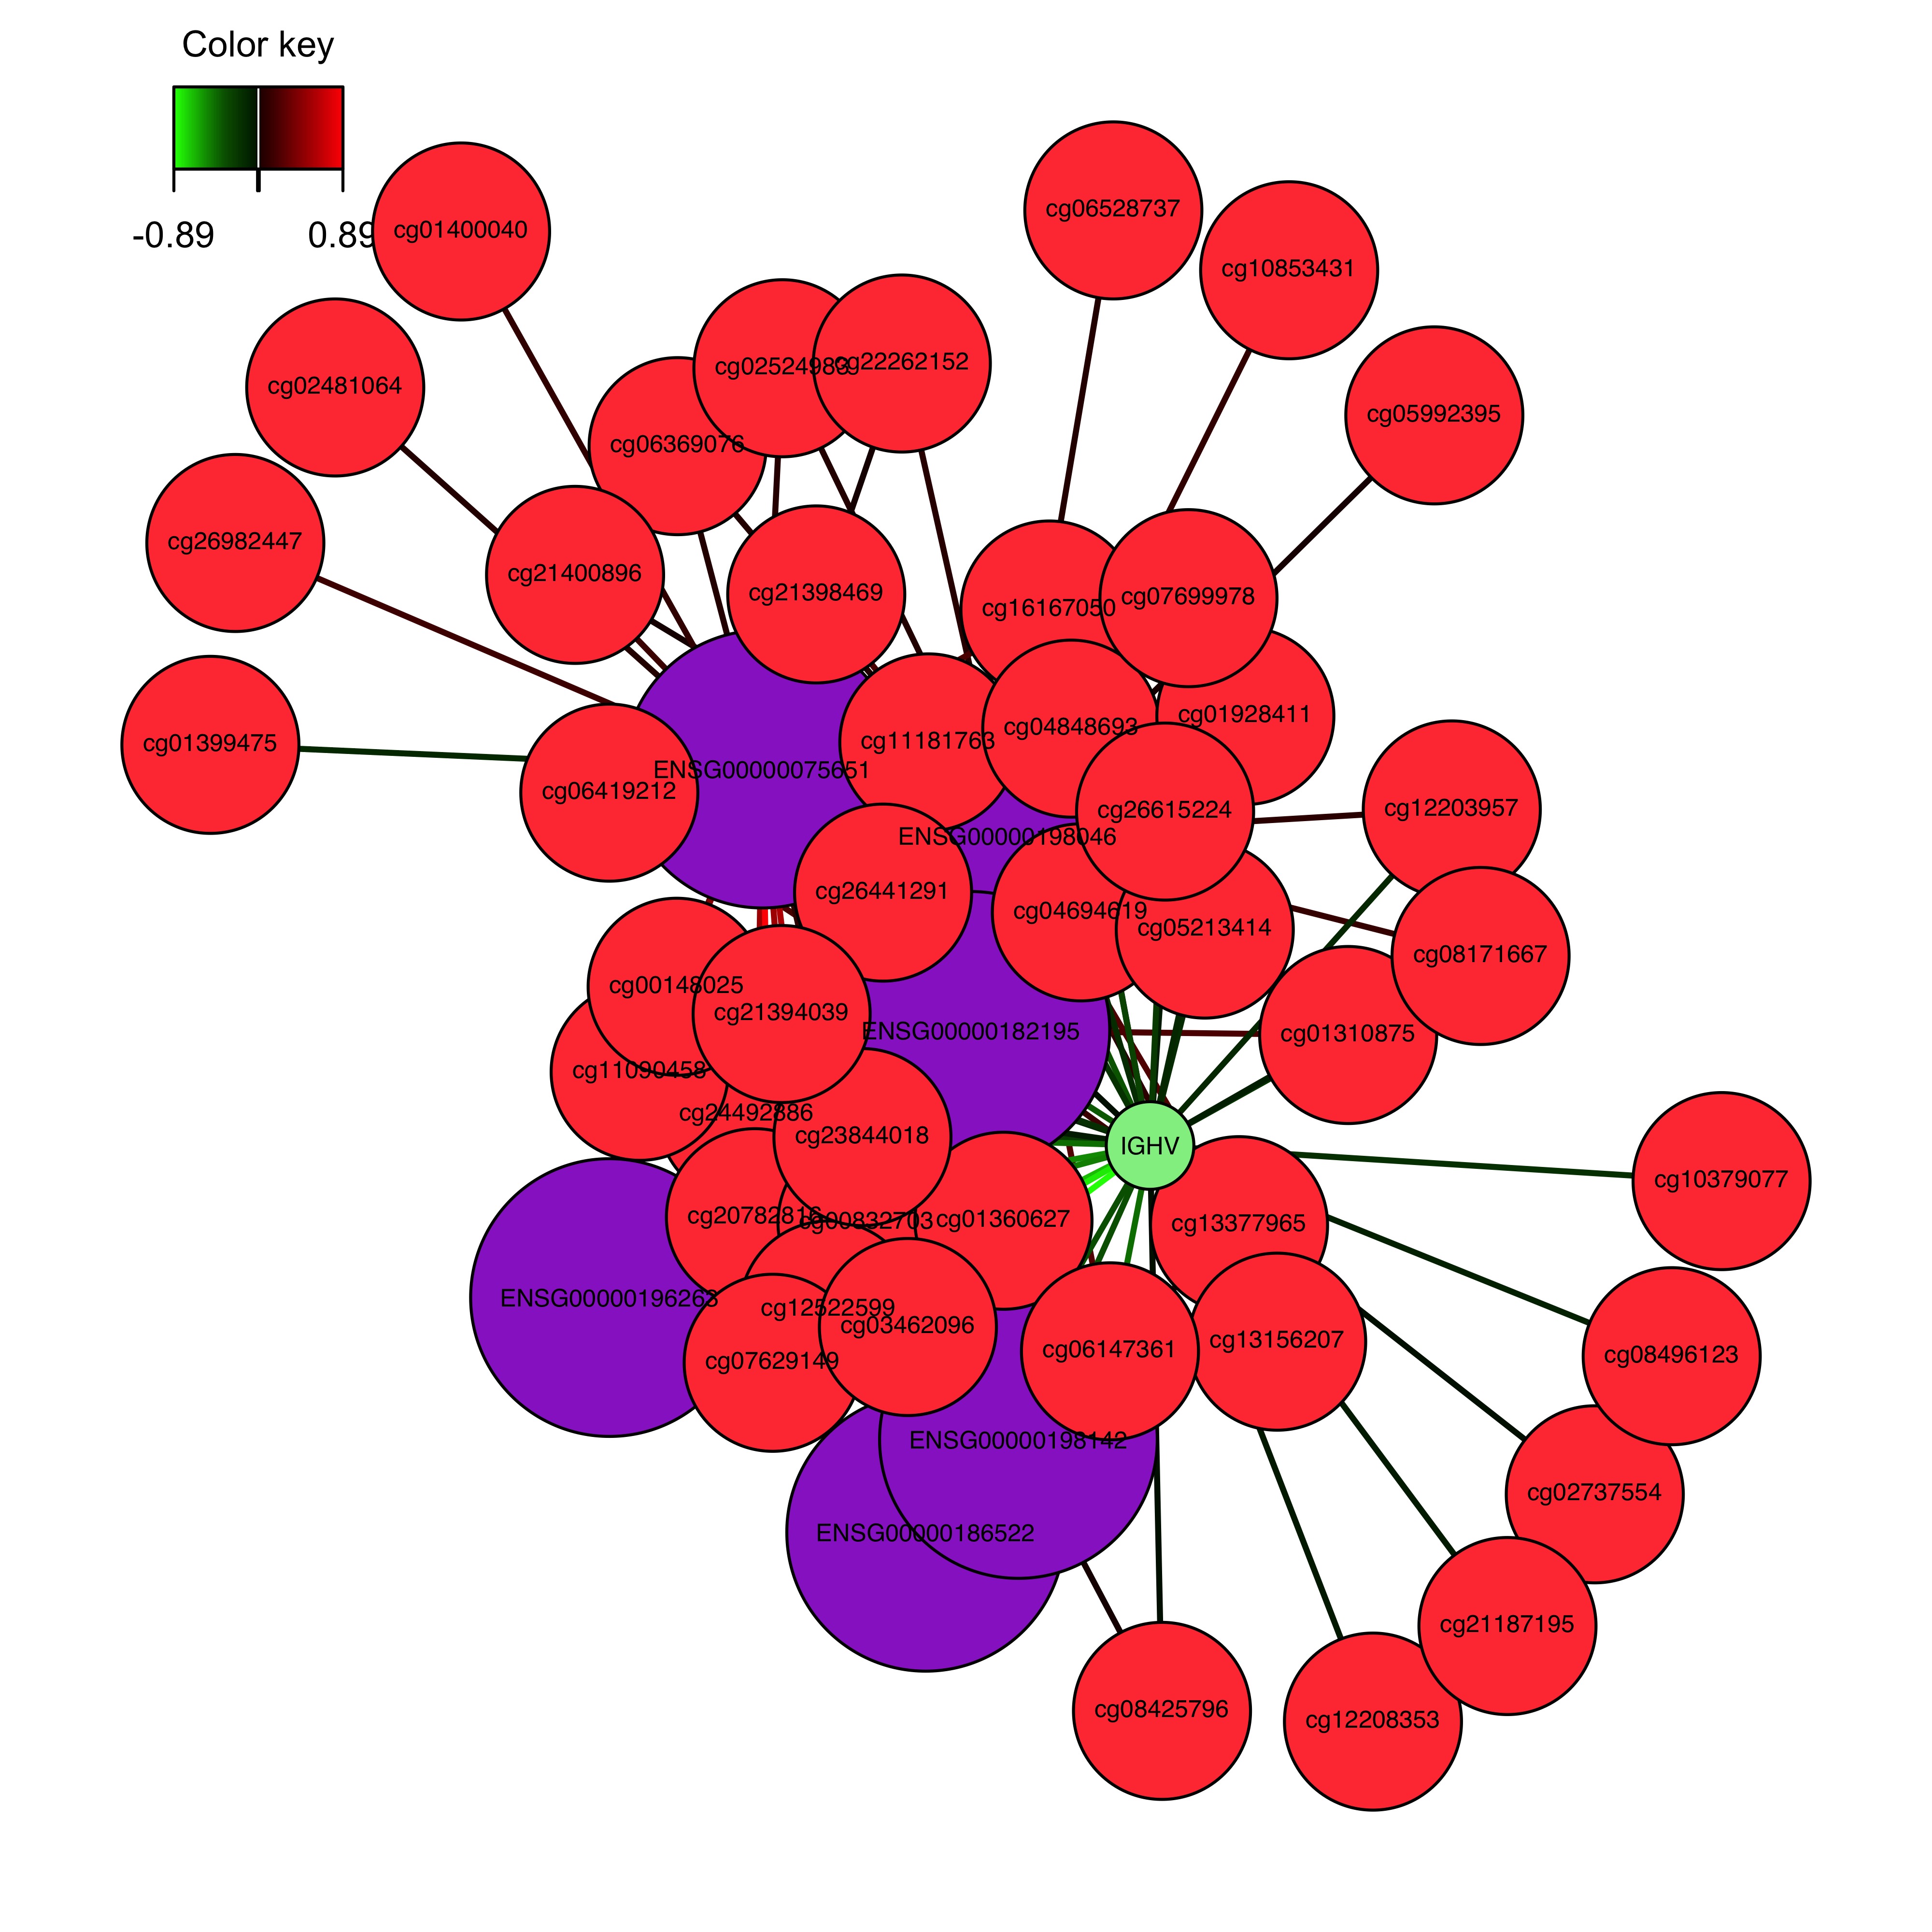 Color key
-0.89
0.89
cg01400040
cg06528737
cg10853431
cg02481064
cg02524983
cg22262152
cg05992395
cg06369076
cg26982447
cg21400896
cg21398469
cg16167050
cg07699978
cg01399475
cg11181763
cg04848693
cg01928411
ENSG00000075651
cg06419212
cg26615224
cg12203957
ENSG00000198046
cg26441291
cg04694619
cg05213414
cg08171667
cg00148025
cg21394039
ENSG00000182195
cg01310875
cg11090458
cg24492886
cg23844018
IGHV
cg10379077
cg20782816
cg00832703
cg01360627
cg13377965
ENSG00000196263
cg12522599
cg03462096
cg07629149
cg06147361
cg13156207
cg08496123
ENSG00000198142
cg02737554
ENSG00000186522
cg21187195
cg08425796
cg12208353